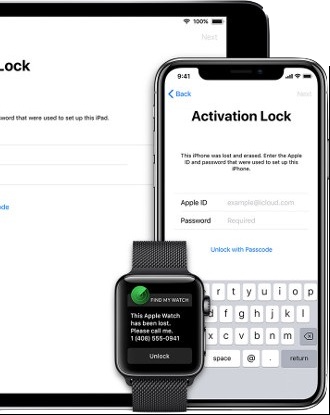 100%
Next
Lock
password that were used to set up this iPad.
9:41
Back
Next
Activation Lock
This iPhone was lost and erased. Enter the Apple
ID and password that were used to set up this
iPhone.
Apple ID example@icloud.com
Password Required
Unlock with Passcode
r t y u i o p
f g h j k l
x c v b n m
space @ . return
FIND MY WATCH
This Apple Watch
has been lost.
Please call me.
1 (408) 555-0941
Unlock